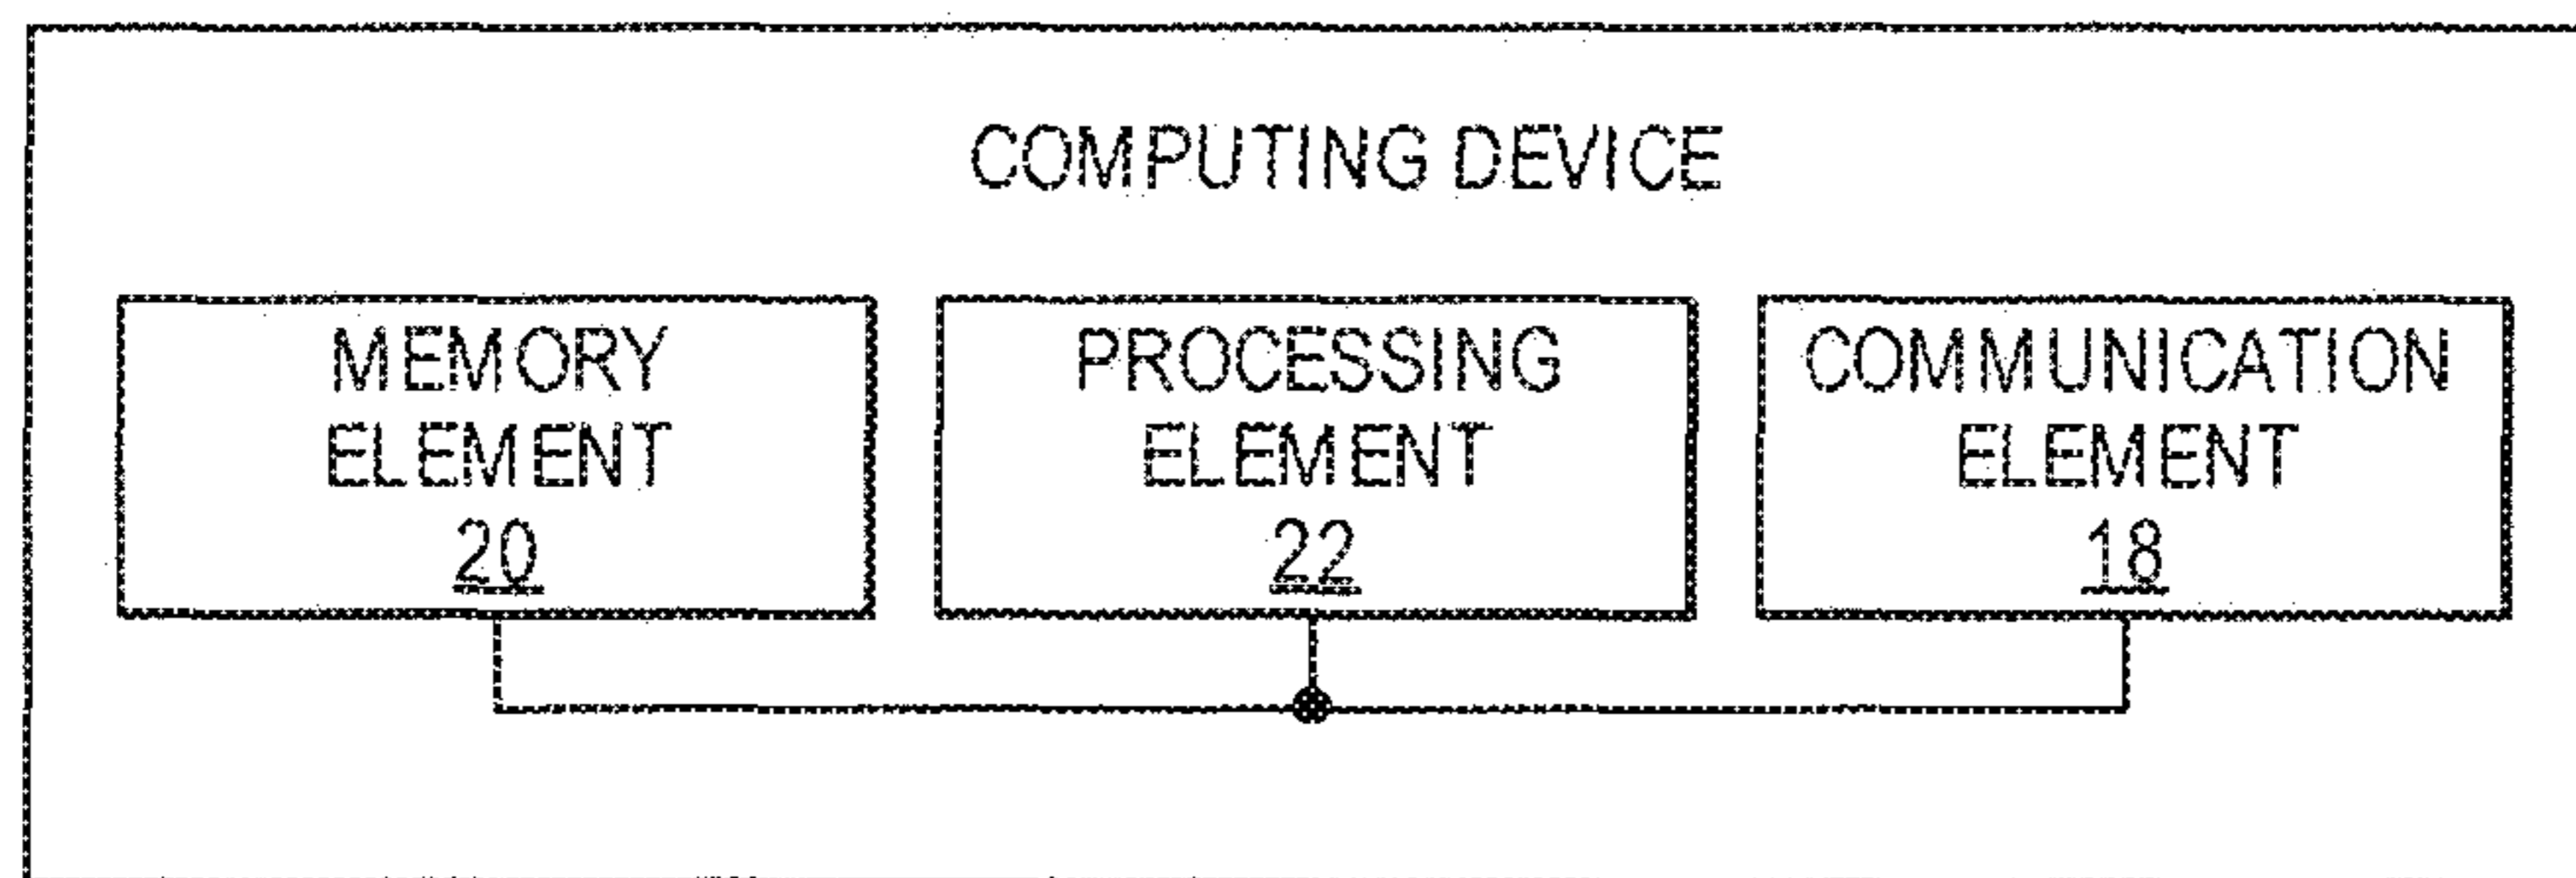 COMPUTING DEVICE
MEMORY
ELEMENT
20
PROCESSING
ELEMENT
22
COMMUNICATION
ELEMENT
18